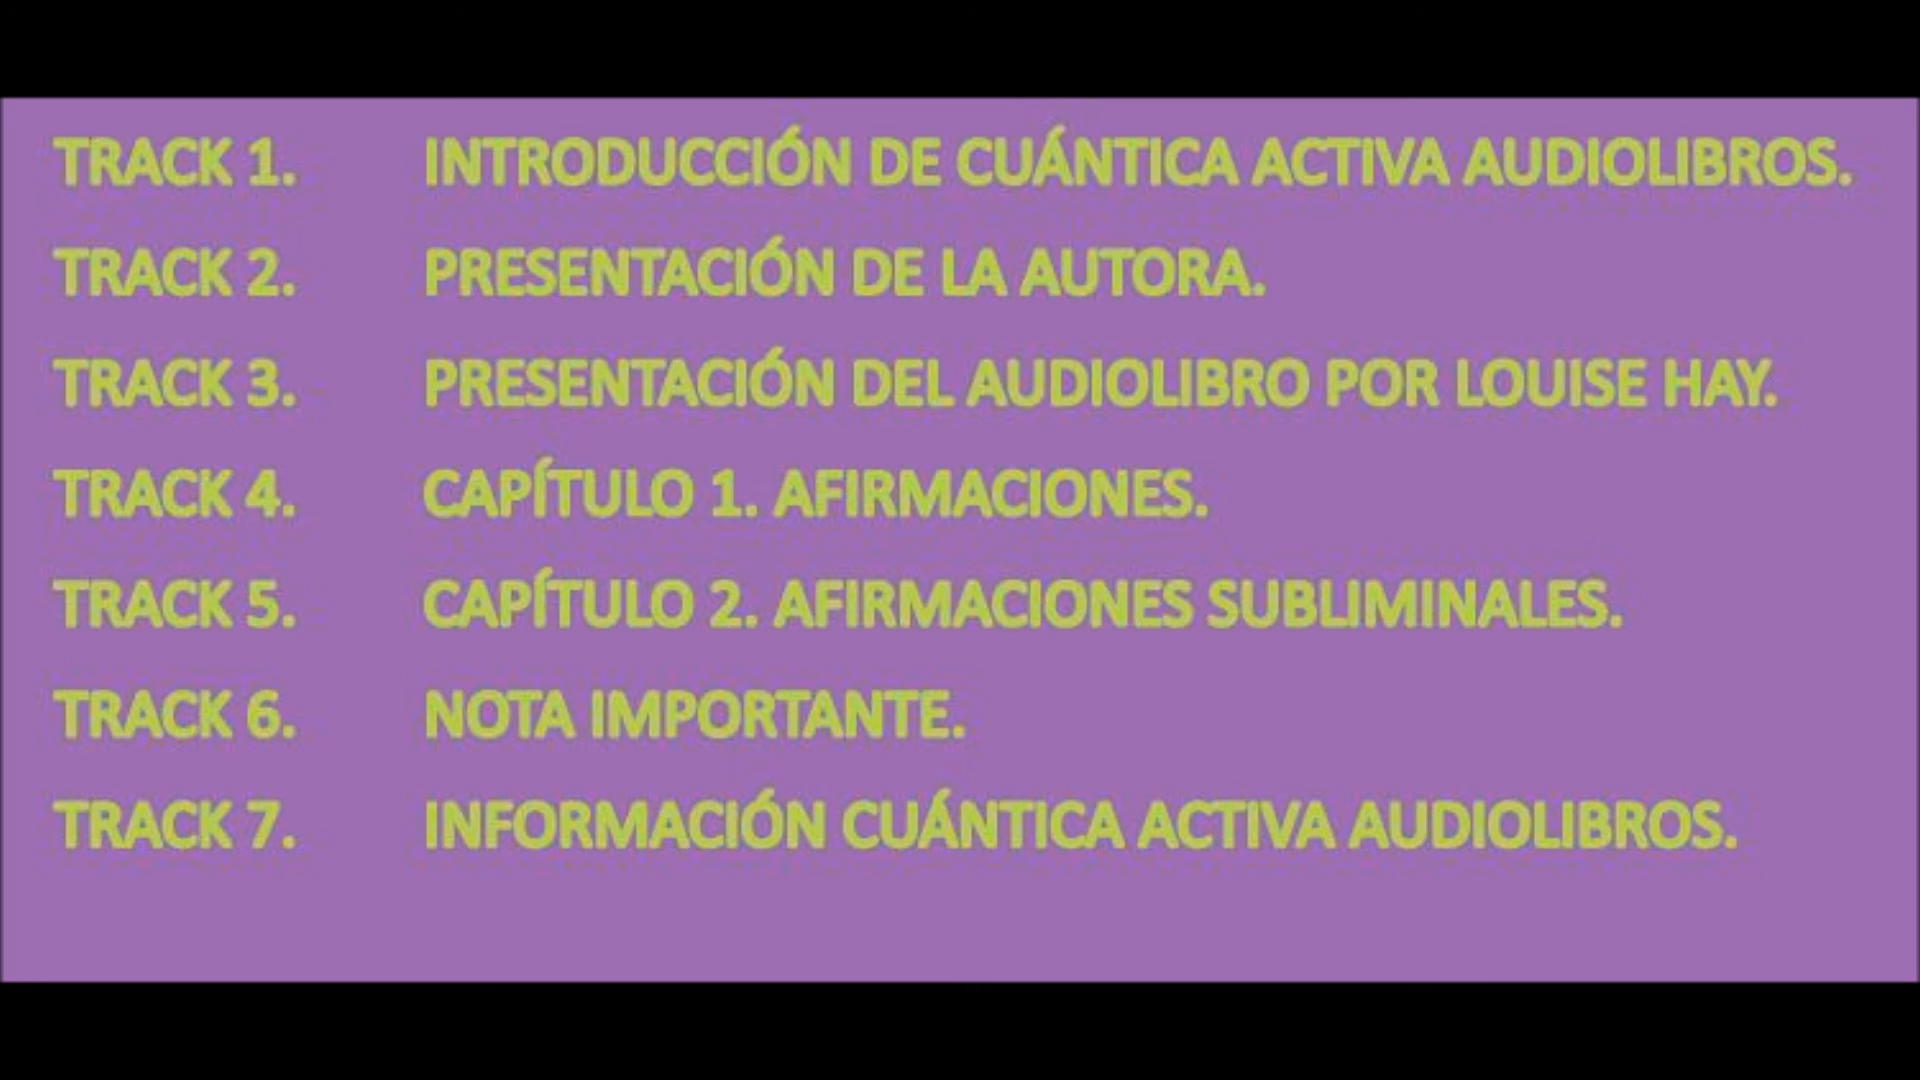 TRACK 1. INTRODUCCIÓN DE CUÁNTICA ACTIVA AUDIOLIBROS.
TRACK 2. PRESENTACIÓN DE LA AUTORA.
TRACK 3. PRESENTACIÓN DEL AUDIOLIBRO POR LOUISE HAY.
TRACK 4. CAPÍTULO 1. AFIRMACIONES.
TRACK 5. CAPÍTULO 2. AFIRMACIONES SUBLIMINALES.
TRACK 6. NOTA IMPORTANTE.
TRACK 7. INFORMACIÓN CUÁNTICA ACTIVA AUDIOLIBROS.